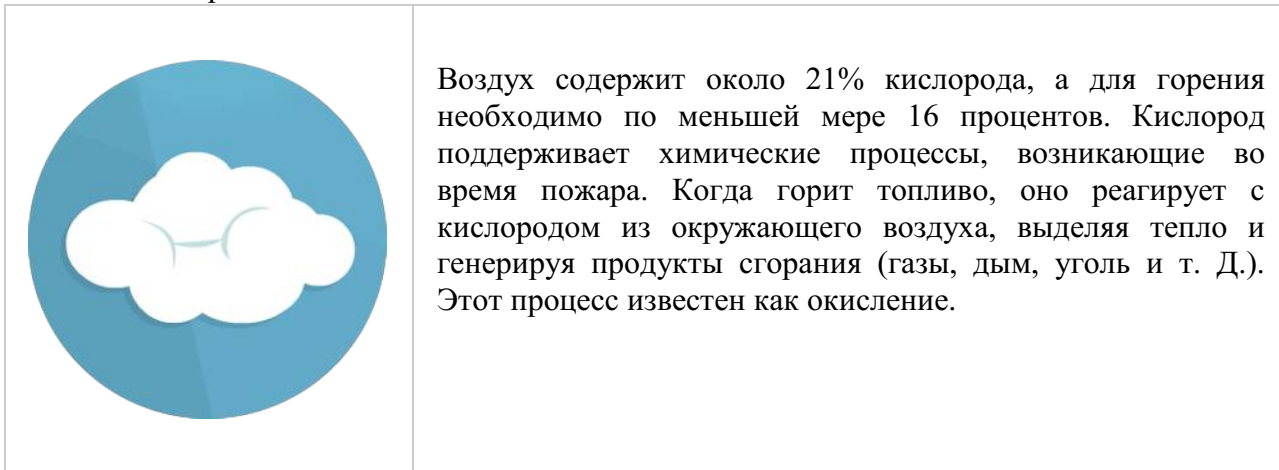 Воздух содержит около 21% кислорода, а для горения
необходимо по меньшей мере 16 процентов. Кислород
поддерживает химические процессы, возникающие во
время пожара. Когда горит топливо, оно реагирует с
кислородом из окружающего воздуха, выделяя тепло и
генерируя продукты сгорания (газы, дым, уголь и т. Д.).
Этот процесс известен как окисление.